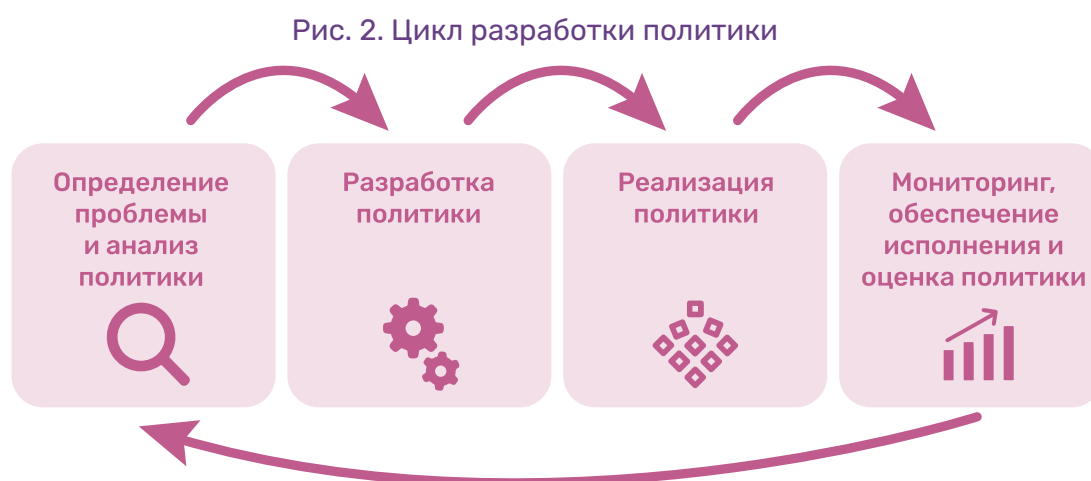 Рис. 2. Цикл разработки политики
Определение
проблемы
и анализ
политики
Разработка
политики
Реализация
политики
Мониторинг,
обеспечение
исполнения и
оценка политики